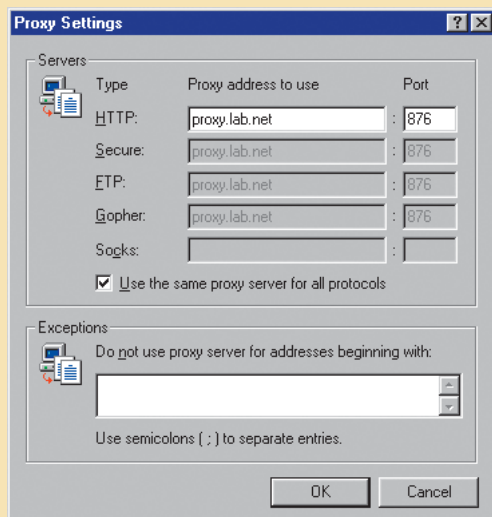 Proxy Settings
Servers
Type Proxy address to use Port
HTTP: proxy.lab.net : 876
Secure: proxy.lab.net : 876
FTP: proxy.lab.net : 876
Gopher: proxy.lab.net : 876
Socks: :
Use the same proxy server for all protocols
Exceptions
Do not use proxy server for addresses beginning with:
Use semicolons ( ; ) to separate entries.
OK Cancel